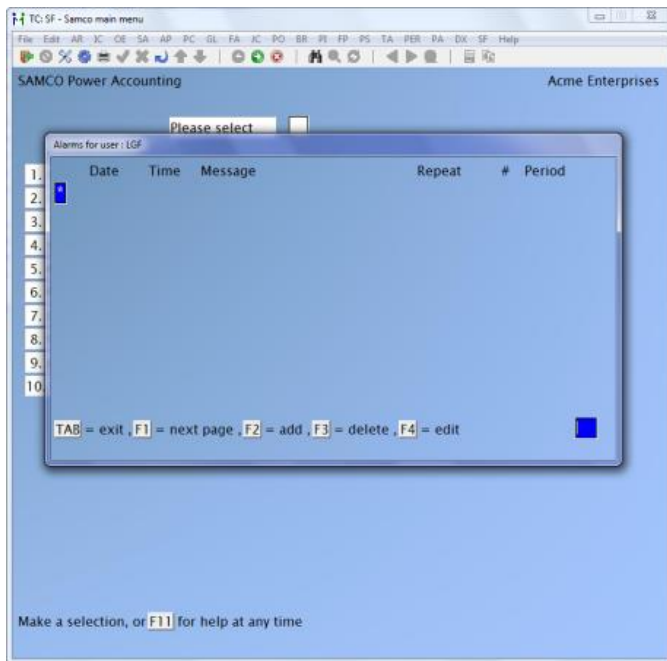 TC: SF - Samco main menu
File Edit AR IC OE SA AP PC GL FA JC PO BR PI FP PS TA PER PA DX SF Help
SAMCO Power Accounting Acme Enterprises
Please select
Alarms for user : LGF
Date Time Message Repeat # Period
*
1.
2.
3.
4.
5.
6.
7.
8.
9.
10.
TAB = exit , F1 = next page , F2 = add , F3 = delete , F4 = edit
Make a selection, or F11 for help at any time